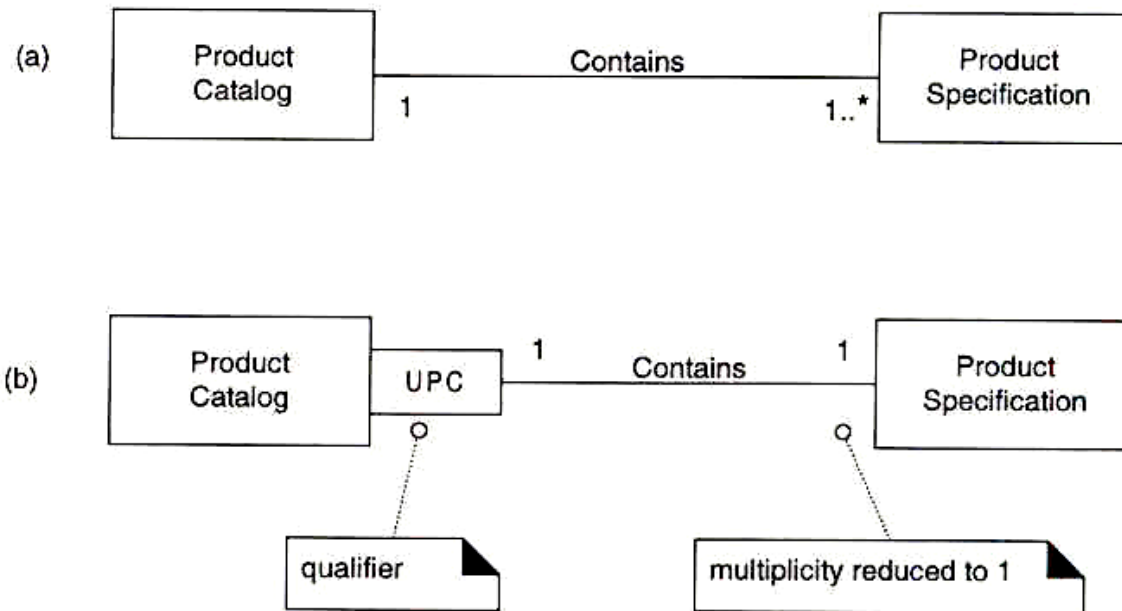 (a)
Product
Catalog
Contains
1
1..*
Product
Specification
(b)
Product
Catalog
UPC
1
Contains
1
Product
Specification
qualifier
multiplicity reduced to 1